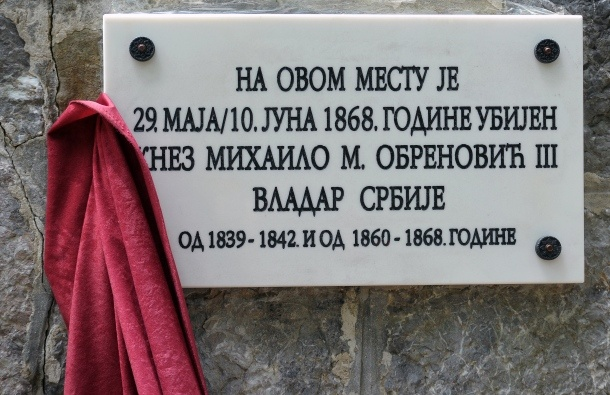 НА ОВОМ МЕСТУ ЈЕ
29. МАЈА/10. ЈУНА 1868. ГОДИНЕ УБИЈЕН
КНЕЗ МИХАИЛО М. ОБРЕНОВИЋ III
ВЛАДАР СРБИЈЕ
ОД 1839 - 1842. И ОД 1860 - 1868. ГОДИНЕ